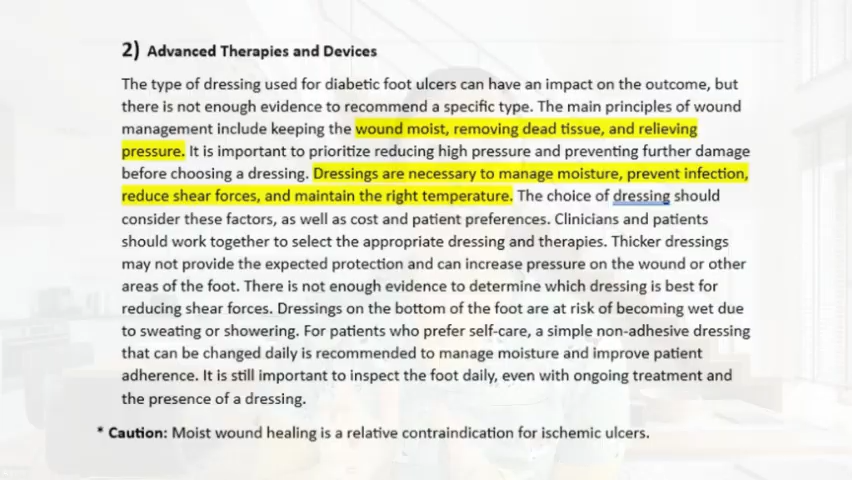 2) Advanced Therapies and Devices
The type of dressing used for diabetic foot ulcers can have an impact on the outcome, but
there is not enough evidence to recommend a specific type. The main principles of wound
management include keeping the wound moist, removing dead tissue, and relieving
pressure. It is important to prioritize reducing high pressure and preventing further damage
before choosing a dressing. Dressings are necessary to manage moisture, prevent infection,
reduce shear forces, and maintain the right temperature. The choice of dressing should
consider these factors, as well as cost and patient preferences. Clinicians and patients
should work together to select the appropriate dressing and therapies. Thicker dressings
may not provide the expected protection and can increase pressure on the wound or other
areas of the foot. There is not enough evidence to determine which dressing is best for
reducing shear forces. Dressings on the bottom of the foot are at risk of becoming wet due
to sweating or showering. For patients who prefer self-care, a simple non-adhesive dressing
that can be changed daily is recommended to manage moisture and improve patient
adherence. It is still important to inspect the foot daily, even with ongoing treatment and
the presence of a dressing.
* Caution: Moist wound healing is a relative contraindication for ischemic ulcers.